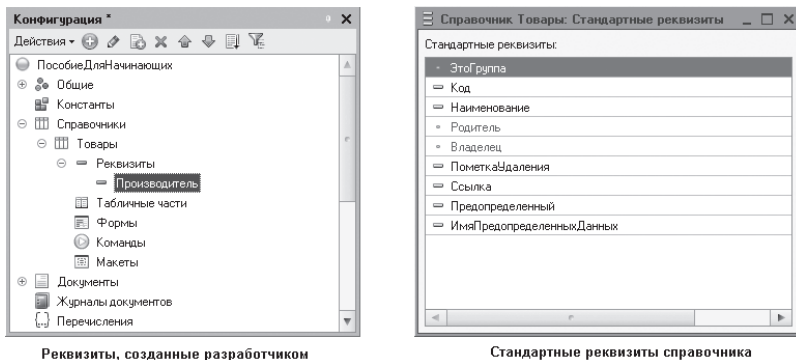 Конфигурация *
Действия
ПособиеДляНачинающих
Общие
Константы
Справочники
Товары
Реквизиты
Производитель
Табличные части
Формы
Команды
Макеты
Документы
Журналы документов
Перечисления
Реквизиты, созданные разработчиком
Справочник Товары: Стандартные реквизиты
Стандартные реквизиты:
ЭтоГруппа
Код
Наименование
Родитель
Владелец
ПометкаУдаления
Ссылка
Предопределенный
ИмяПредопределенныхДанных
Стандартные реквизиты справочника